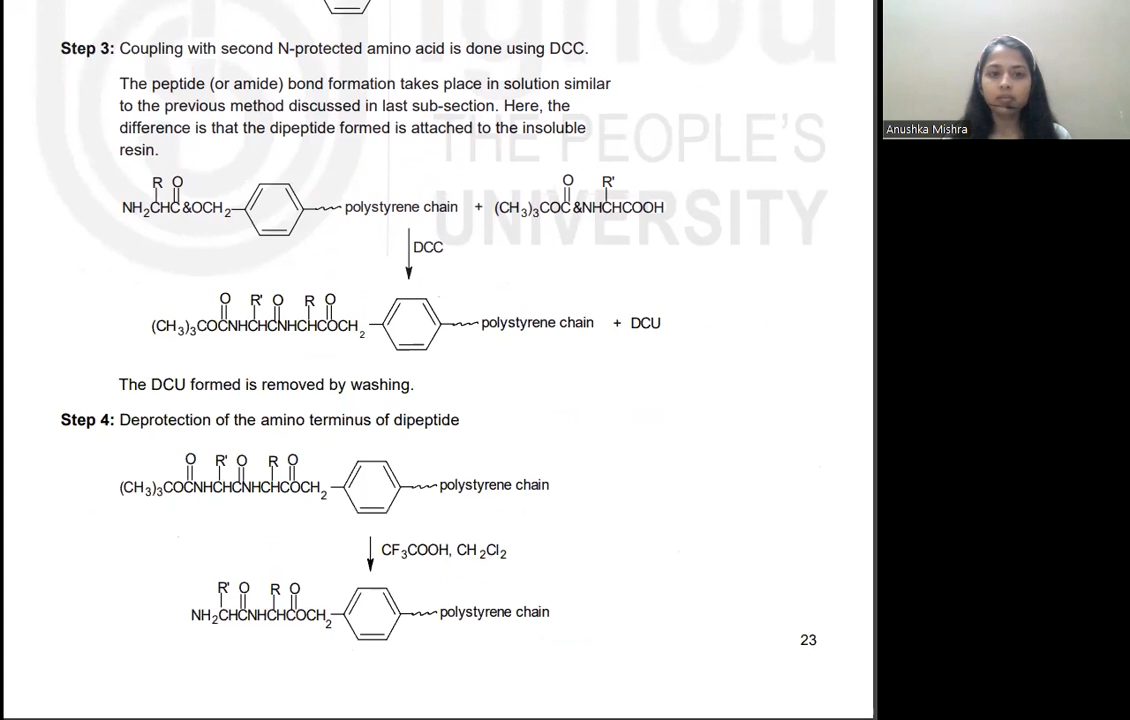 ignou
Step 3: Coupling with second N-protected amino acid is done using DCC.
Anushka Mishra
The peptide (or amide) bond formation takes place in solution similar
to the previous method discussed in last sub-section. Here, the
difference is that the dipeptide formed is attached to the insoluble
resin.
THE PEOPLE'S
UNIVERSITY
R O
NH2CHC&OCH2 polystyrene chain + (CH3)3COC&NHCHCOOH
O R'
DCC
O R' O R O
(CH3)3COCNHCHCNHCHCOCH2 polystyrene chain + DCU
The DCU formed is removed by washing.
Step 4: Deprotection of the amino terminus of dipeptide
O R' O R O
(CH3)3COCNHCHCNHCHCOCH2 polystyrene chain
CF3COOH, CH2Cl2
R' O R O
NH2CHCNHCHCOCH2 polystyrene chain
23